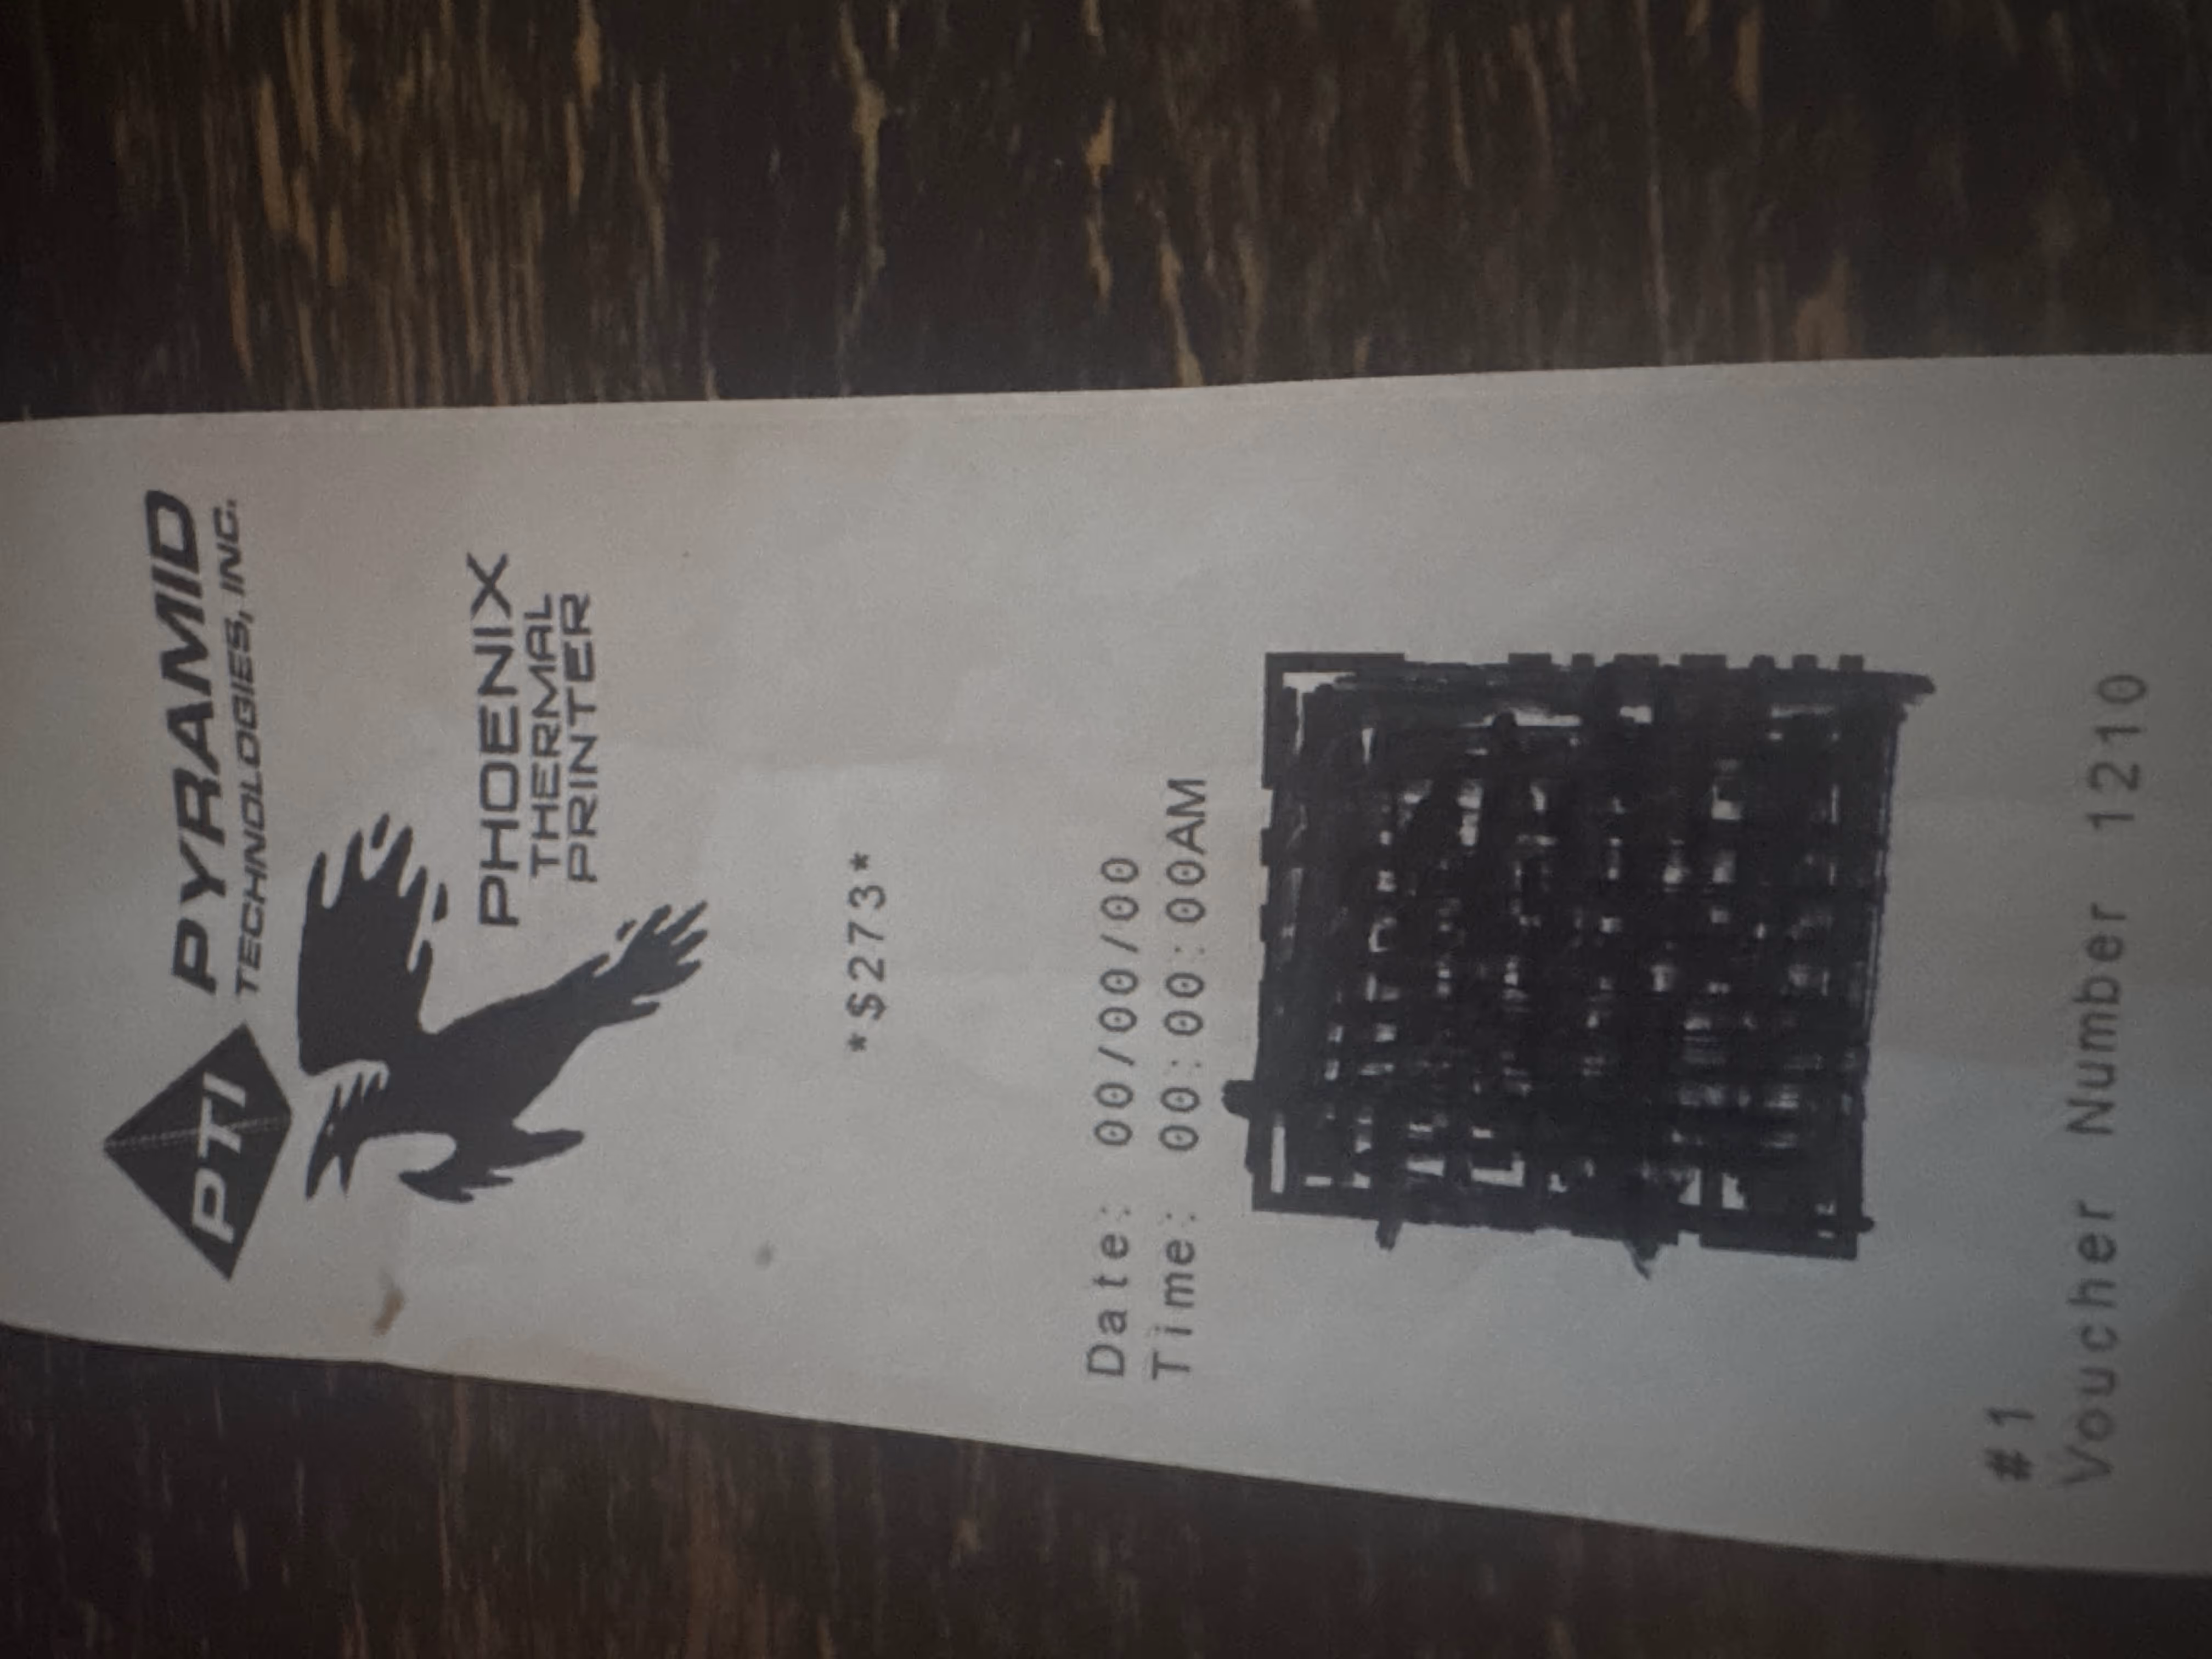 PTI
PYRAMID
TECHNOLOGIES, INC.
PHOENIX
THERMAL
PRINTER
*$273*
Date: 00/00/00
Time: 00:00:00AM
#1
Voucher Number 1210